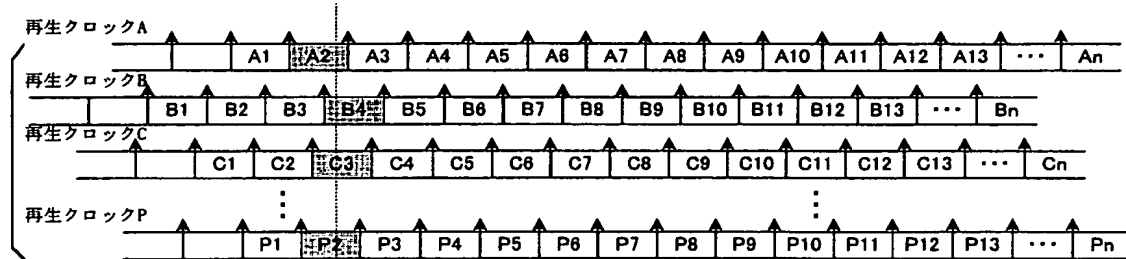 再生クロックA
A1 A2 A3 A4 A5 A6 A7 A8 A9 A10 A11 A12 A13 ··· An
再生クロックB
B1 B2 B3 B4 B5 B6 B7 B8 B9 B10 B11 B12 B13 ··· Bn
再生クロックC
C1 C2 C3 C4 C5 C6 C7 C8 C9 C10 C11 C12 C13 ··· Cn
再生クロックP
P1 P2 P3 P4 P5 P6 P7 P8 P9 P10 P11 P12 P13 ··· Pn